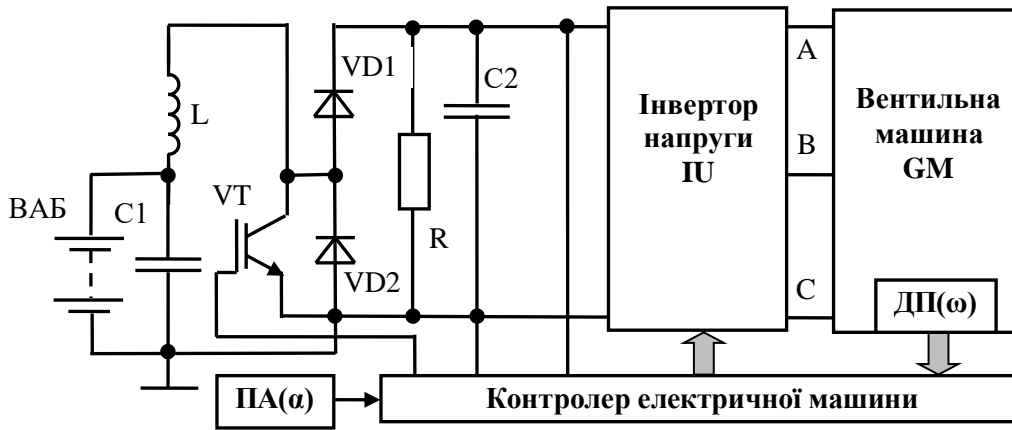 VD1
C2
L
Інвертор
напруги
IU
A
B
C
Вентильна
машина
GM
ВАБ
C1
VT
R
VD2
ДП(ω)
ПА(α)
Контролер електричної машини